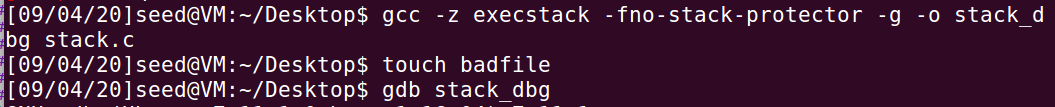 [09/04/20]seed@VM:~/Desktop$ gcc -z execstack -fno-stack-protector -g -o stack_d
bg stack.c
[09/04/20]seed@VM:~/Desktop$ touch badfile
[09/04/20]seed@VM:~/Desktop$ gdb stack_dbg